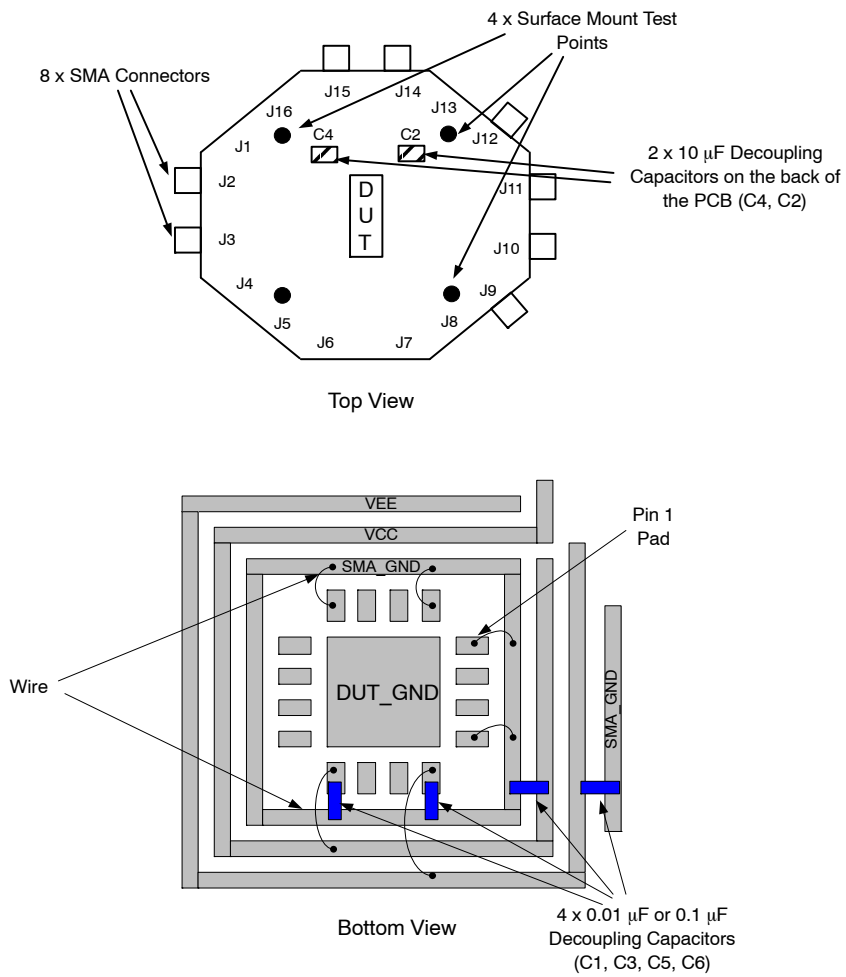 4 x Surface Mount Test
Points
8 x SMA Connectors
J15
J14
J16
J13
J1
C4
C2
J12
2 x 10 µF Decoupling
Capacitors on the back of
the PCB (C4, C2)
J2
D
U
T
J11
J3
J10
J4
J9
J5
J8
J6
J7
Top View
VEE
Pin 1
Pad
VCC
SMA_GND
Wire
DUT_GND
SMA_GND
4 x 0.01 µF or 0.1 µF
Decoupling Capacitors
(C1, C3, C5, C6)
Bottom View